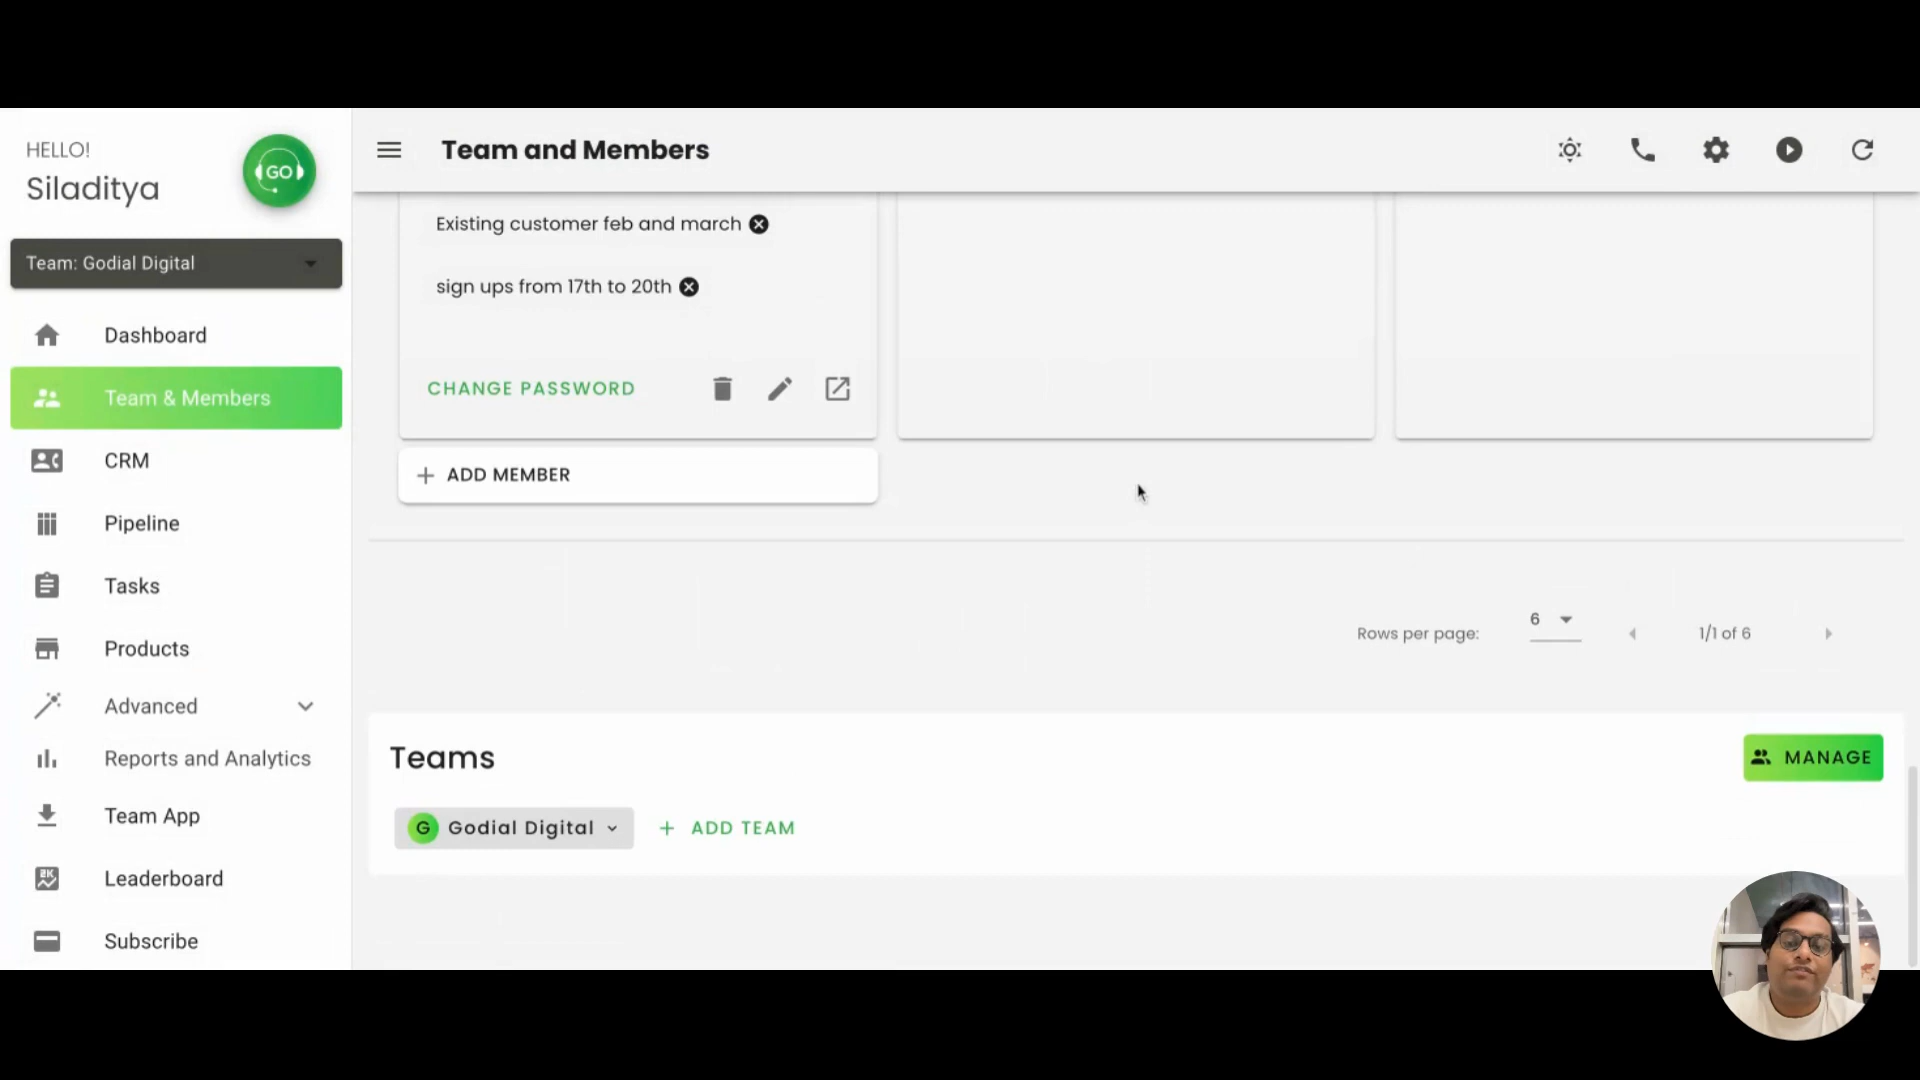 HELLO!
Siladitya
GO
Team: Godial Digital
Dashboard
Team & Members
CRM
Pipeline
Tasks
Products
Advanced
Reports and Analytics
Team App
2K
Leaderboard
Subscribe
Team and Members
Existing customer feb and march
sign ups from 17th to 20th
CHANGE PASSWORD
ADD MEMBER
Rows per page:
6
1/1 of 6
Teams
MANAGE
G Godial Digital
+ ADD TEAM